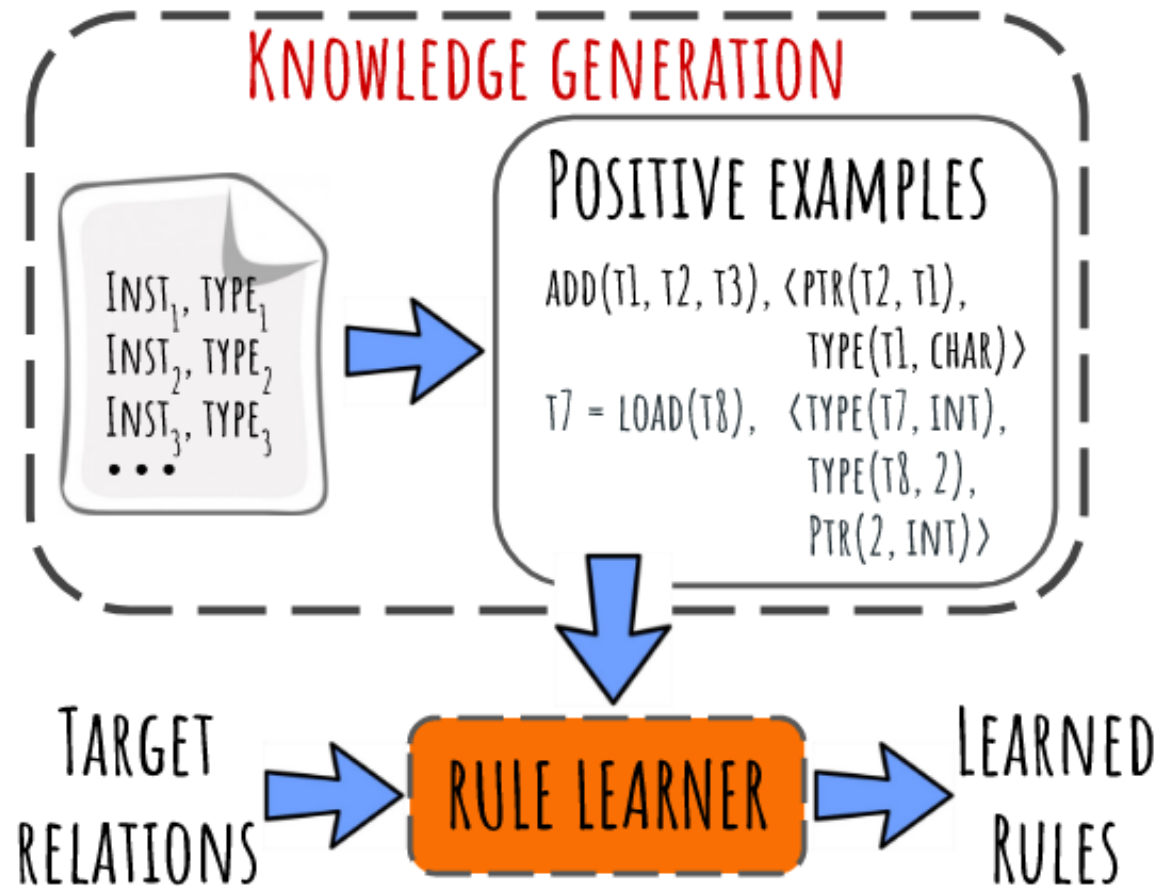 KNOWLEDGE GENERATION
INST₁, TYPE₁
INST₂, TYPE₂
INST₃, TYPE₃
•••
POSITIVE EXAMPLES
ADD(T1, T2, T3), <PTR(T2, T1),
TYPE(T1, CHAR)>
T7 = LOAD(T8), <TYPE(T7, INT),
TYPE(T8, 2),
PTR(2, INT)>
TARGET
RELATIONS
RULE LEARNER
LEARNED
RULES